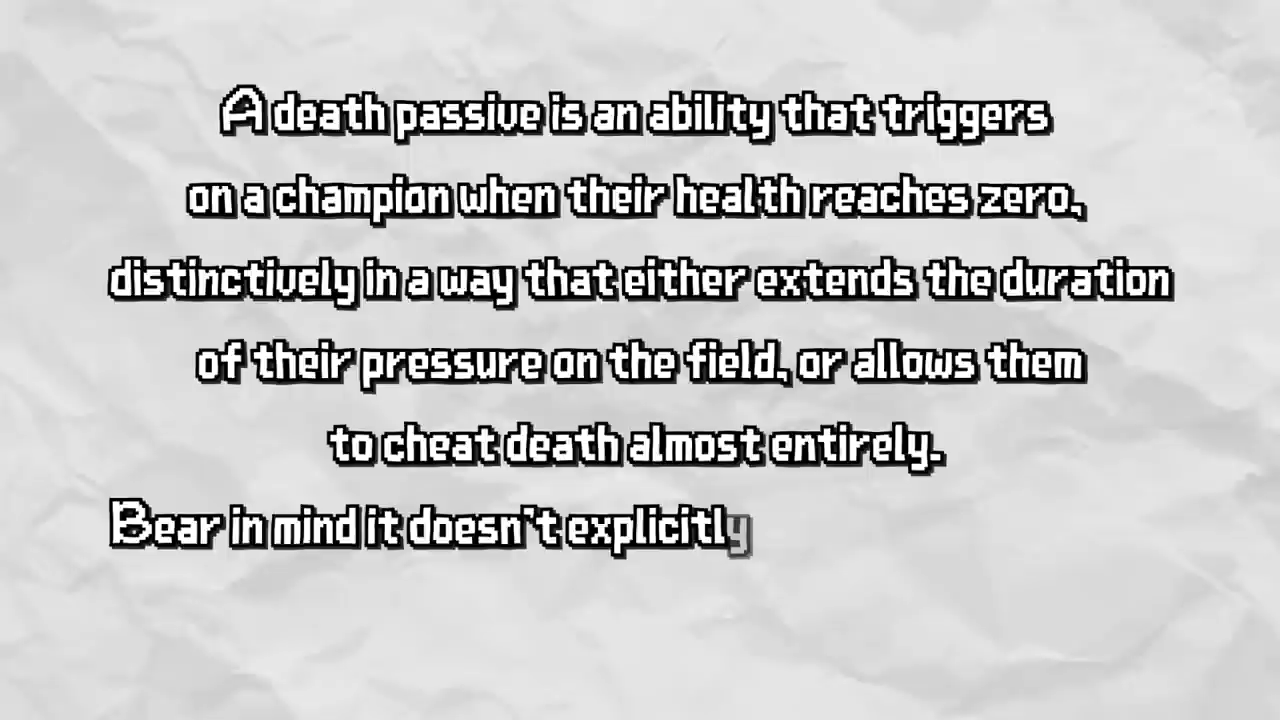 A death passive is an ability that triggers
on a champion when their health reaches zero,
distinctively in a way that either extends the duration
of their pressure on the field, or allows them
to cheat death almost entirely.
Bear in mind it doesn't explicitly